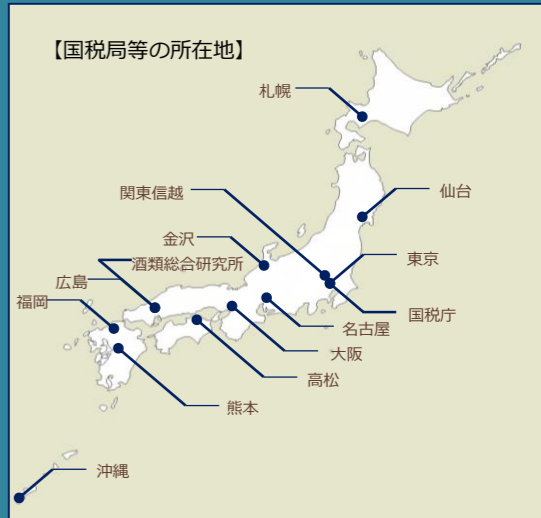 【国税局等の所在地】
札幌
関東信越
仙台
金沢
東京
酒類総合研究所
広島
福岡
国税庁
名古屋
大阪
高松
熊本
沖縄